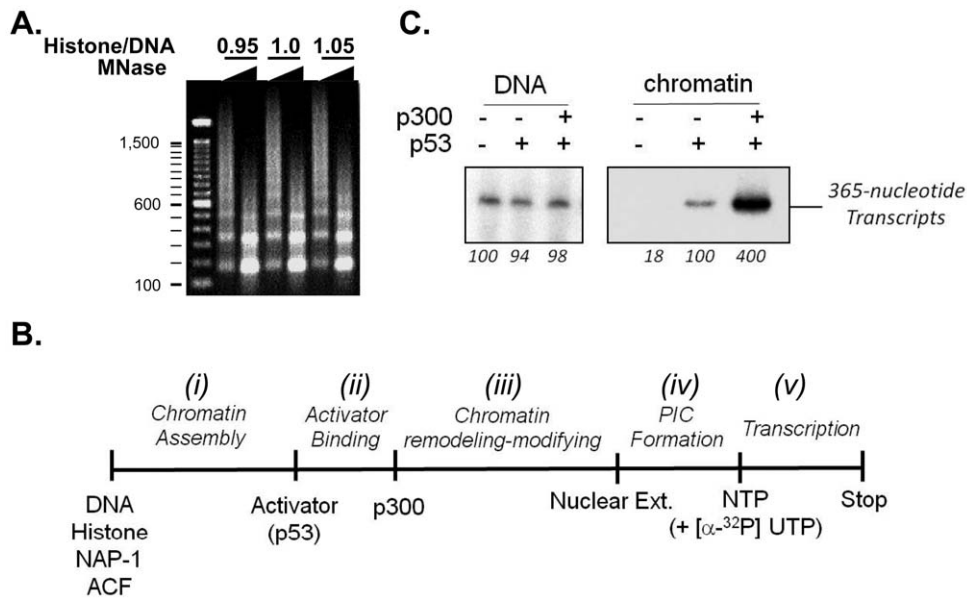 A.
Histone/DNA 0.95 1.0 1.05
MNase
1,500
600
100
C.
DNA chromatin
p300 - - + - - +
p53 - + + - + +
365-nucleotide
Transcripts
100 94 98 18 100 400
B.
(i) (ii) (iii) (iv) (v)
Chromatin
Assembly
Activator
Binding
Chromatin
remodeling-modifying
PIC
Formation
Transcription
DNA
Histone
NAP-1
ACF
Activator
(p53)
p300
Nuclear Ext.
NTP
(+ [α-³²P] UTP)
Stop